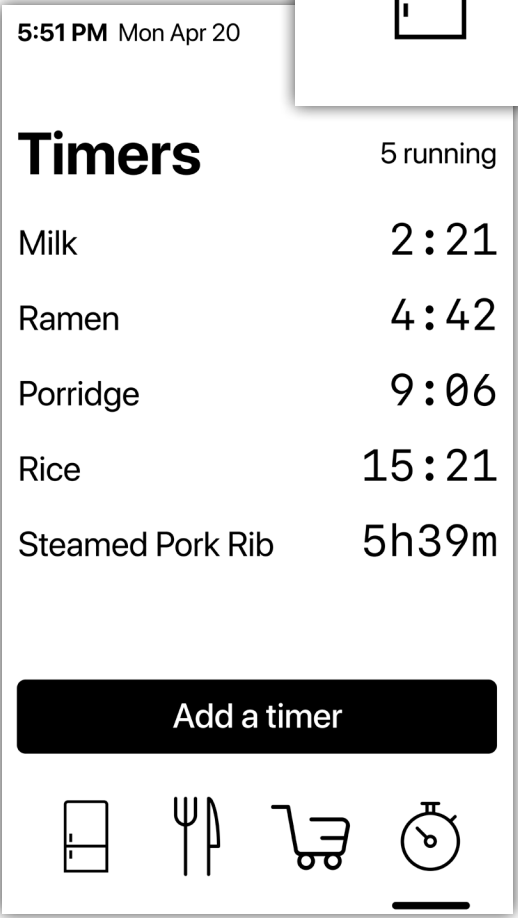 5:51 PM Mon Apr 20
Timers 5 running
Milk 2:21
Ramen 4:42
Porridge 9:06
Rice 15:21
Steamed Pork Rib 5h39m
Add a timer